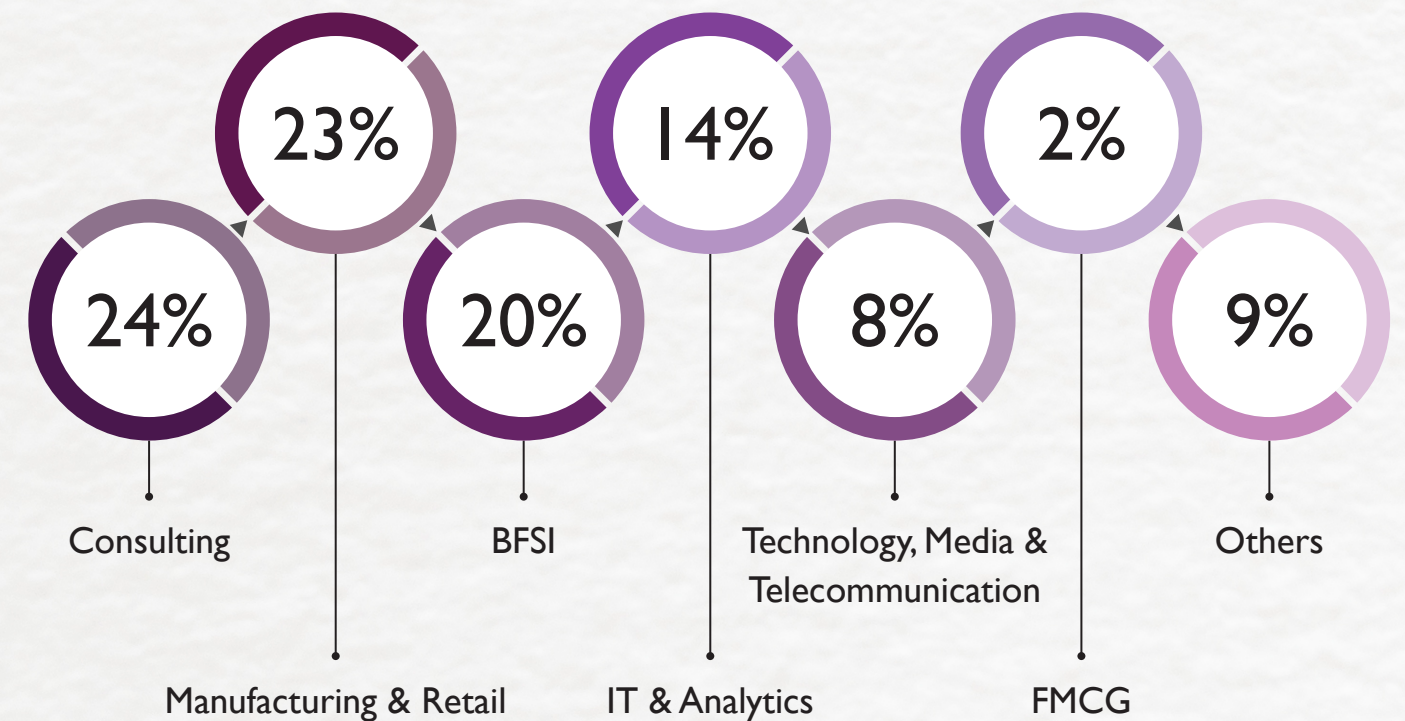 23%
14%
2%
24%
20%
8%
9%
Consulting
BFSI
Technology, Media &
Telecommunication
Others
Manufacturing & Retail
IT & Analytics
FMCG